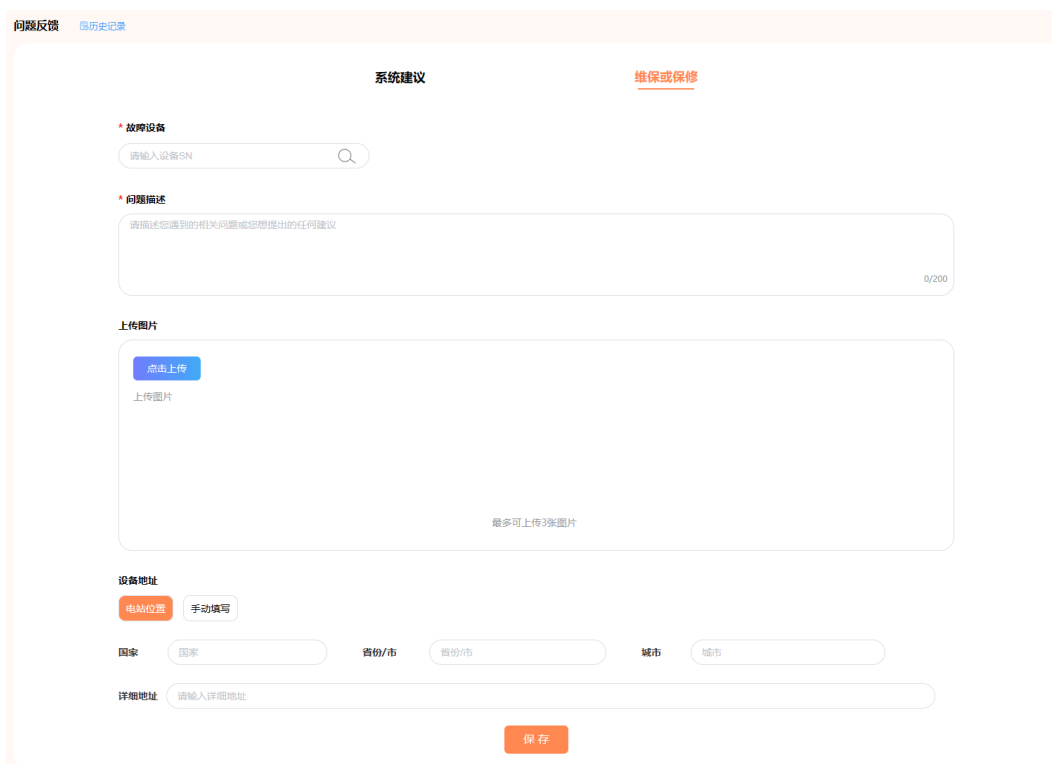 问题反馈 历史记录
系统建议 维保或保修
* 故障设备
请输入设备SN
* 问题描述
请描述您遇到的相关问题或您想提出的任何建议
0/200
上传图片
点击上传
上传图片
最多可上传3张图片
设备地址
电站位置 手动填写
国家 国家 省份/市 省份/市 城市 城市
详细地址 请输入详细地址
保存